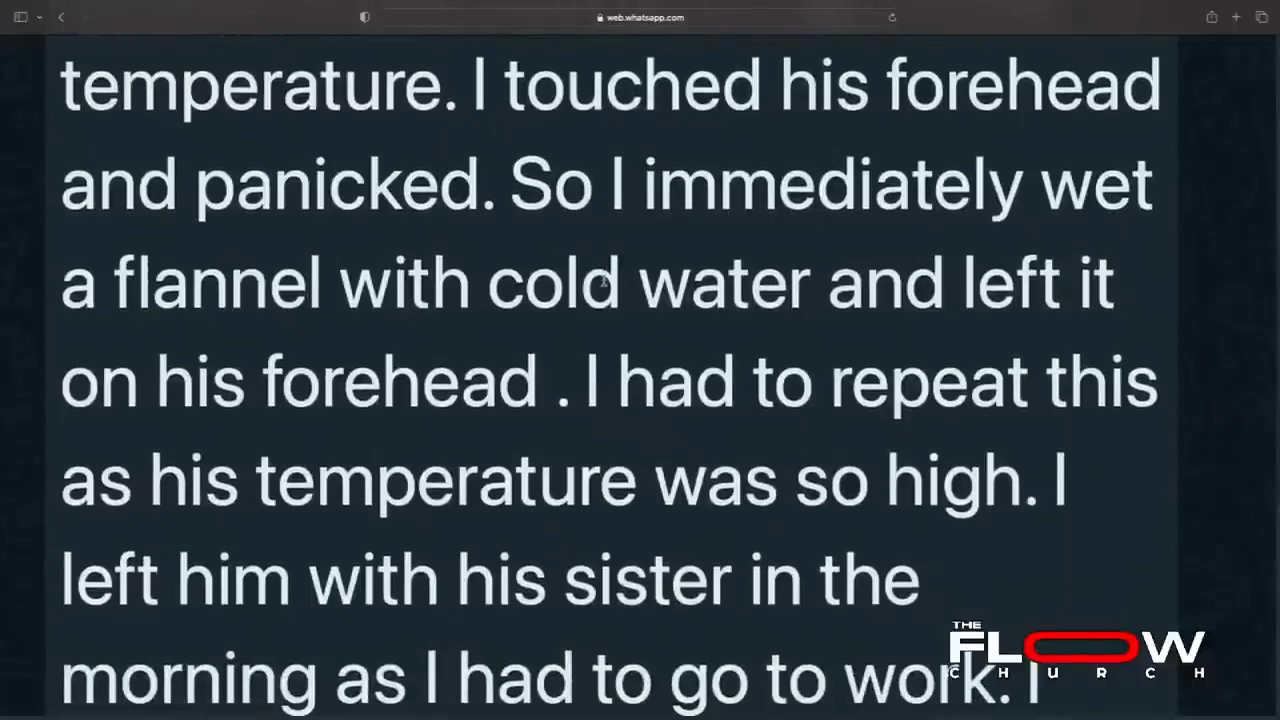 web.whatsapp.com
temperature. I touched his forehead
and panicked. So I immediately wet
a flannel with cold water and left it
on his forehead . I had to repeat this
as his temperature was so high. I
left him with his sister in the
morning as I had to go to work. I
THE
FLOW
CHURCH